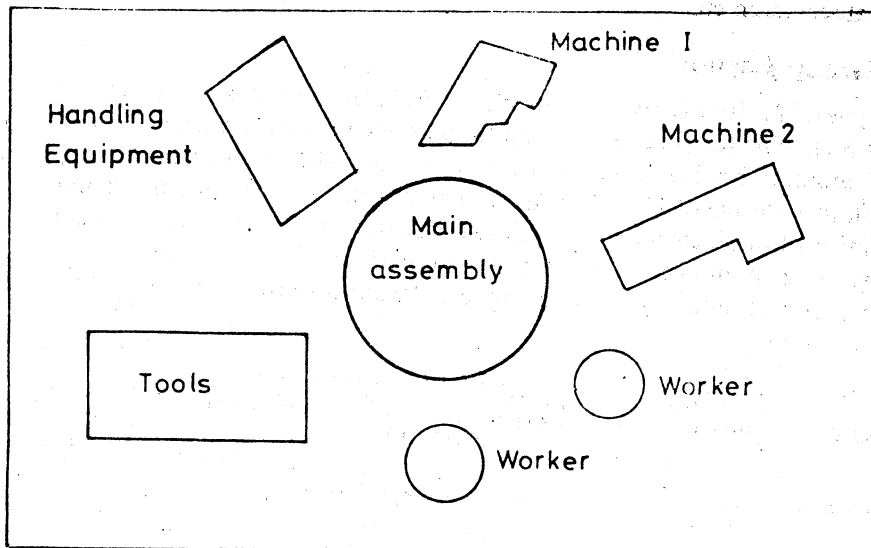 Machine I
Handling
Equipment
Machine 2
Main
assembly
Tools
Worker
Worker